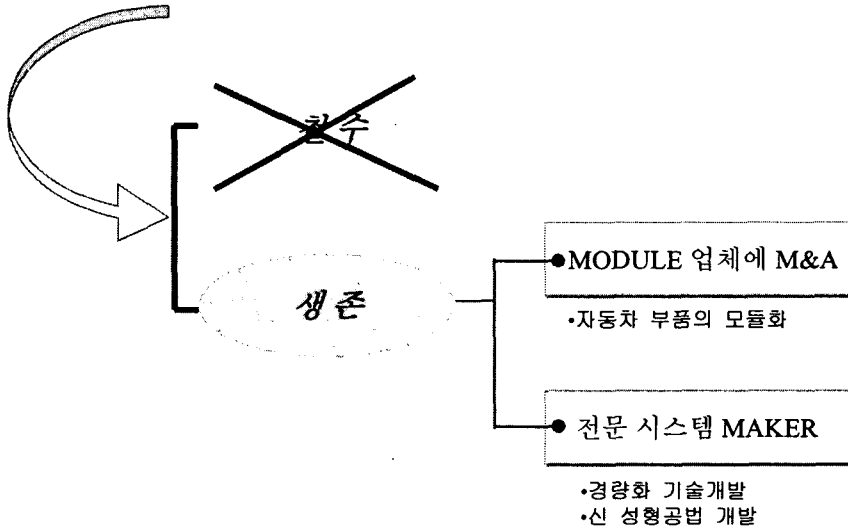 철수
생존
MODULE 업체에 M&A
•자동차 부품의 모듈화
전문 시스템 MAKER
•경량화 기술개발
•신 성형공법 개발